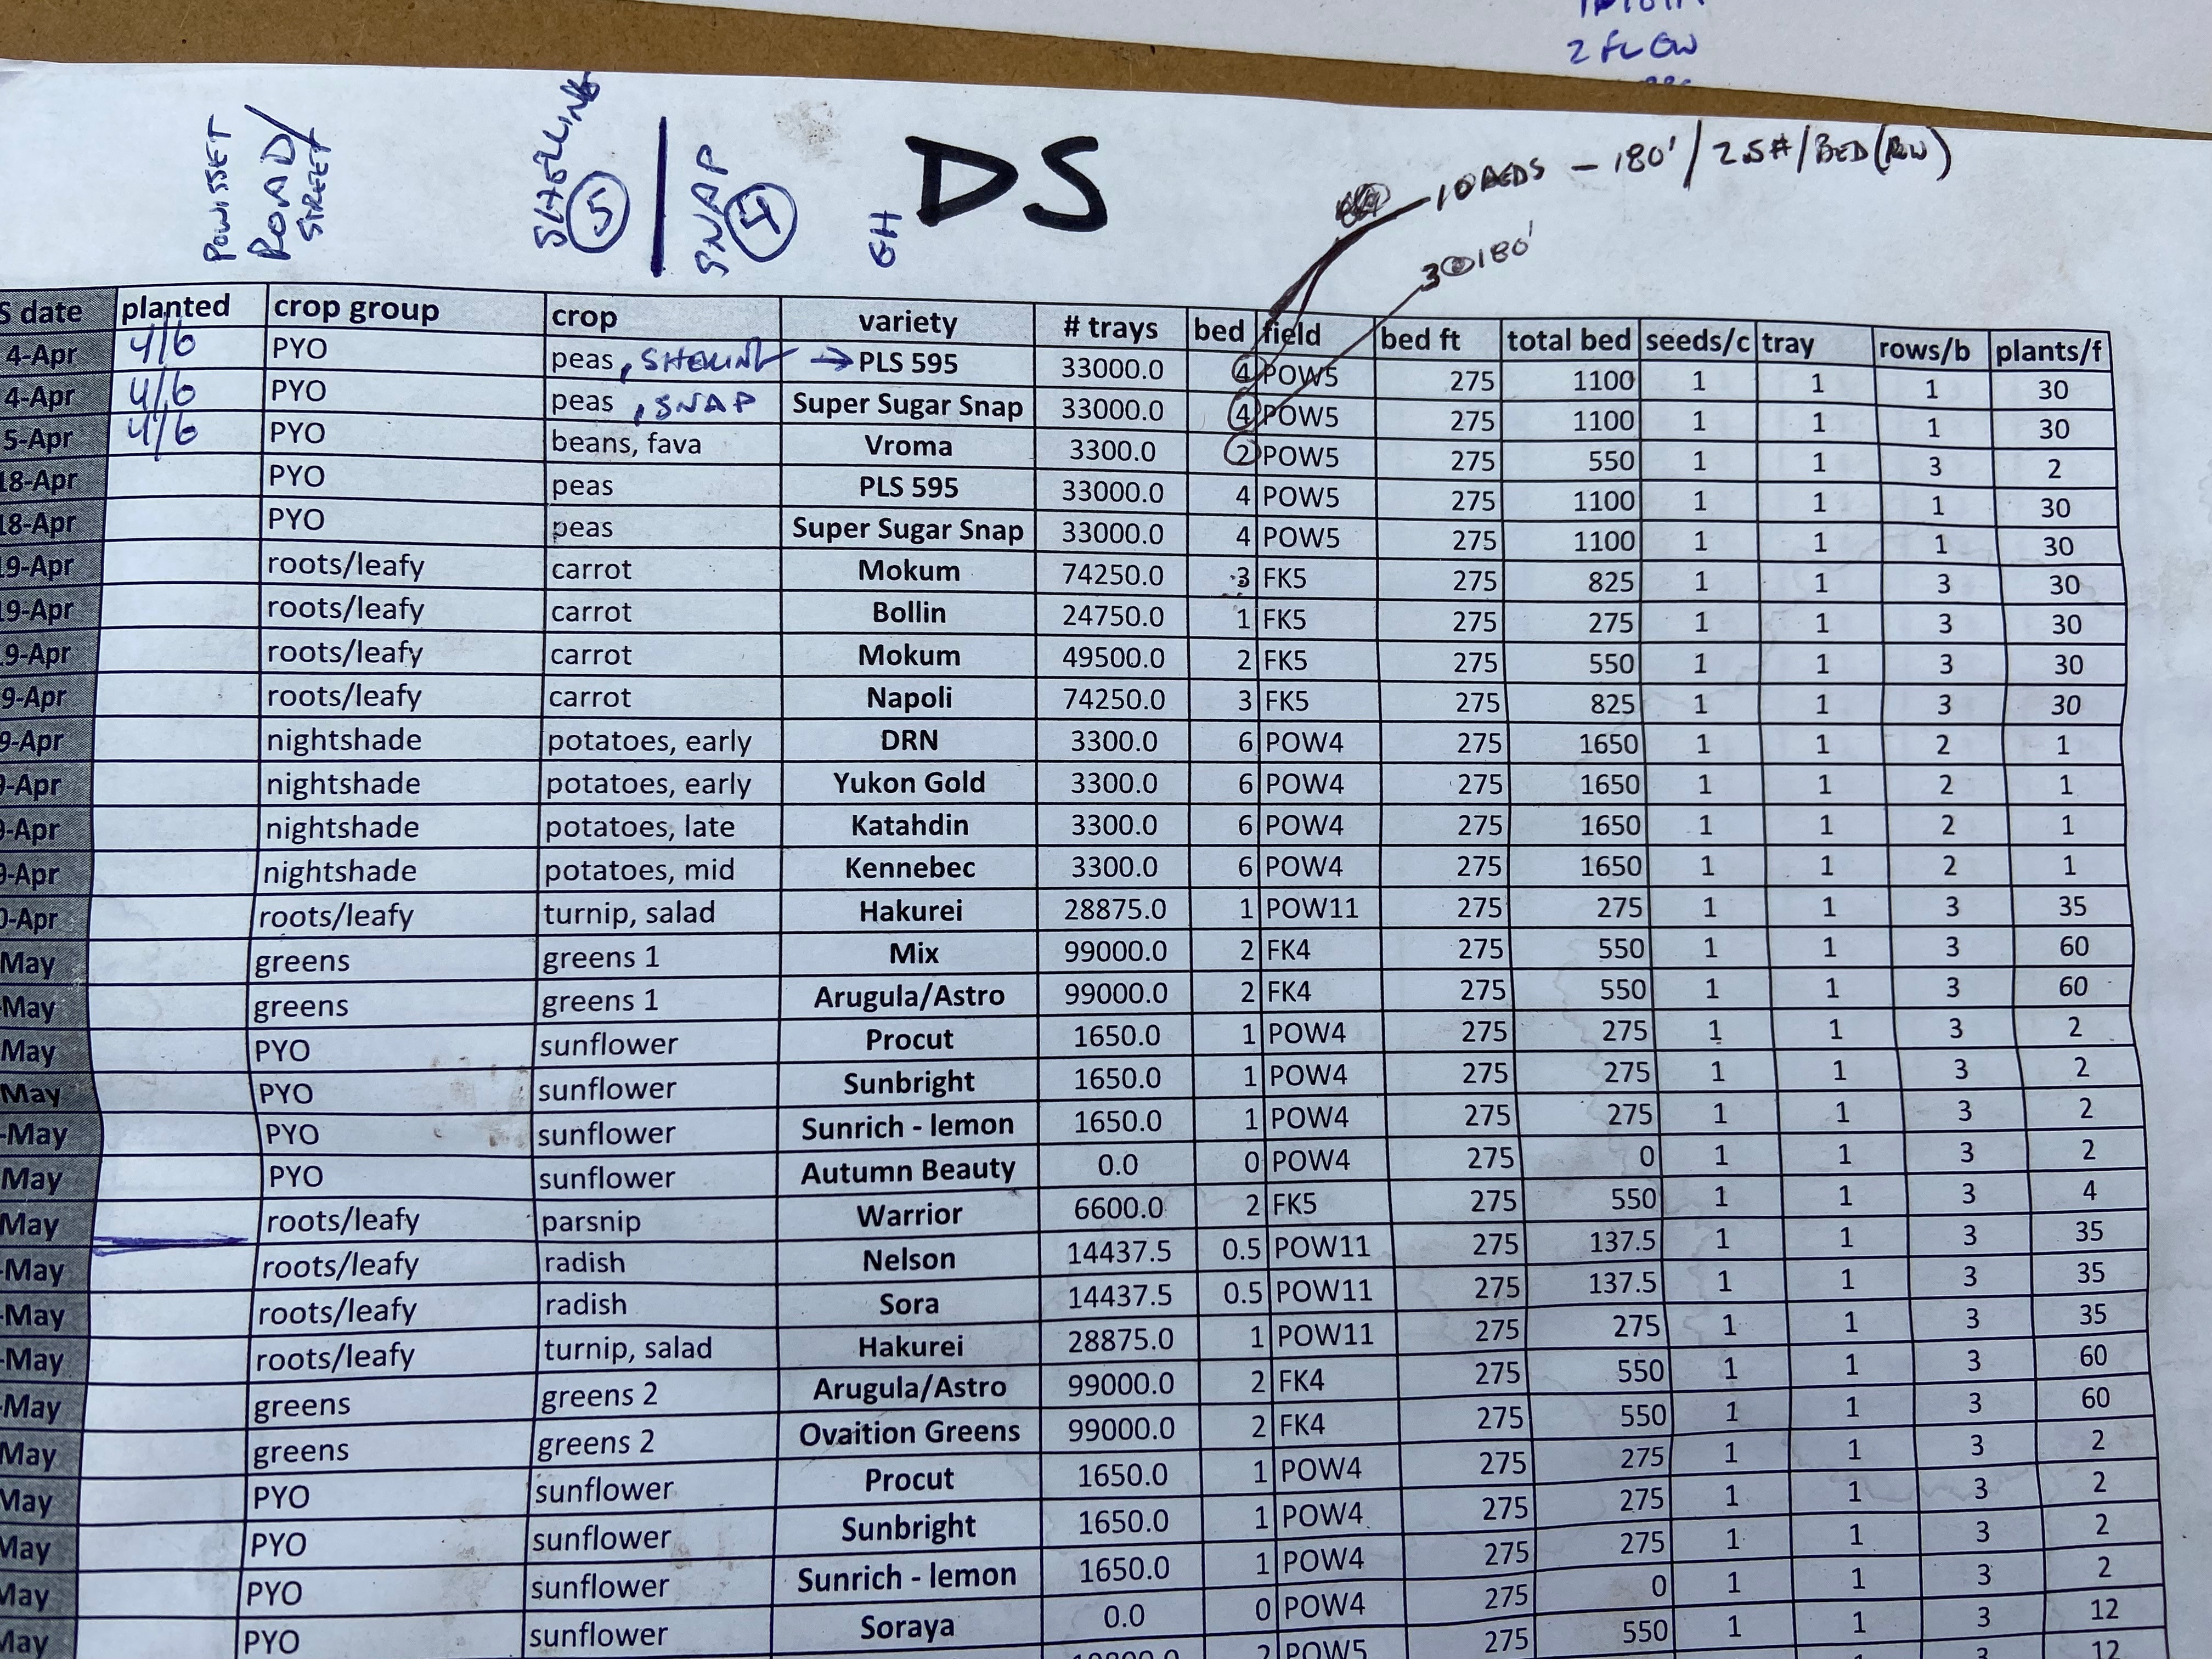 2 FLOW
POWISSET
ROAD/
STREET
SHELLING
5
SNAP
4
GH
DS
10 BEDS – 180' / 25#/BED (ROW)
3@180'
S date planted crop group crop variety # trays bed field bed ft total bed seeds/c tray rows/b plants/f
4-Apr 4/6 PYO peas , SHELLING → PLS 595 33000.0 4 POW5 275 1100 1 1 1 30
4-Apr 4/6 PYO peas , SNAP Super Sugar Snap 33000.0 4 POW5 275 1100 1 1 1 30
5-Apr 4/6 PYO beans, fava Vroma 3300.0 2 POW5 275 550 1 1 3 2
18-Apr PYO peas PLS 595 33000.0 4 POW5 275 1100 1 1 1 30
18-Apr PYO peas Super Sugar Snap 33000.0 4 POW5 275 1100 1 1 1 30
19-Apr roots/leafy carrot Mokum 74250.0 3 FK5 275 825 1 1 3 30
19-Apr roots/leafy carrot Bollin 24750.0 1 FK5 275 275 1 1 3 30
9-Apr roots/leafy carrot Mokum 49500.0 2 FK5 275 550 1 1 3 30
9-Apr roots/leafy carrot Napoli 74250.0 3 FK5 275 825 1 1 3 30
9-Apr nightshade potatoes, early DRN 3300.0 6 POW4 275 1650 1 1 2 1
9-Apr nightshade potatoes, early Yukon Gold 3300.0 6 POW4 275 1650 1 1 2 1
9-Apr nightshade potatoes, late Katahdin 3300.0 6 POW4 275 1650 1 1 2 1
9-Apr nightshade potatoes, mid Kennebec 3300.0 6 POW4 275 1650 1 1 2 1
0-Apr roots/leafy turnip, salad Hakurei 28875.0 1 POW11 275 275 1 1 3 35
May greens greens 1 Mix 99000.0 2 FK4 275 550 1 1 3 60
-May greens greens 1 Arugula/Astro 99000.0 2 FK4 275 550 1 1 3 60
May PYO sunflower Procut 1650.0 1 POW4 275 275 1 1 3 2
May PYO sunflower Sunbright 1650.0 1 POW4 275 275 1 1 3 2
-May PYO sunflower Sunrich - lemon 1650.0 1 POW4 275 275 1 1 3 2
May PYO sunflower Autumn Beauty 0.0 0 POW4 275 0 1 1 3 2
May roots/leafy parsnip Warrior 6600.0 2 FK5 275 550 1 1 3 4
-May roots/leafy radish Nelson 14437.5 0.5 POW11 275 137.5 1 1 3 35
-May roots/leafy radish Sora 14437.5 0.5 POW11 275 137.5 1 1 3 35
-May roots/leafy turnip, salad Hakurei 28875.0 1 POW11 275 275 1 1 3 35
-May greens greens 2 Arugula/Astro 99000.0 2 FK4 275 550 1 1 3 60
May greens greens 2 Ovaition Greens 99000.0 2 FK4 275 550 1 1 3 60
May PYO sunflower Procut 1650.0 1 POW4 275 275 1 1 3 2
May PYO sunflower Sunbright 1650.0 1 POW4 275 275 1 1 3 2
May PYO sunflower Sunrich - lemon 1650.0 1 POW4 275 275 1 1 3 2
May PYO sunflower Soraya 0.0 0 POW4 275 0 1 1 3 2
2 POW5 275 550 1 1 3 12
12